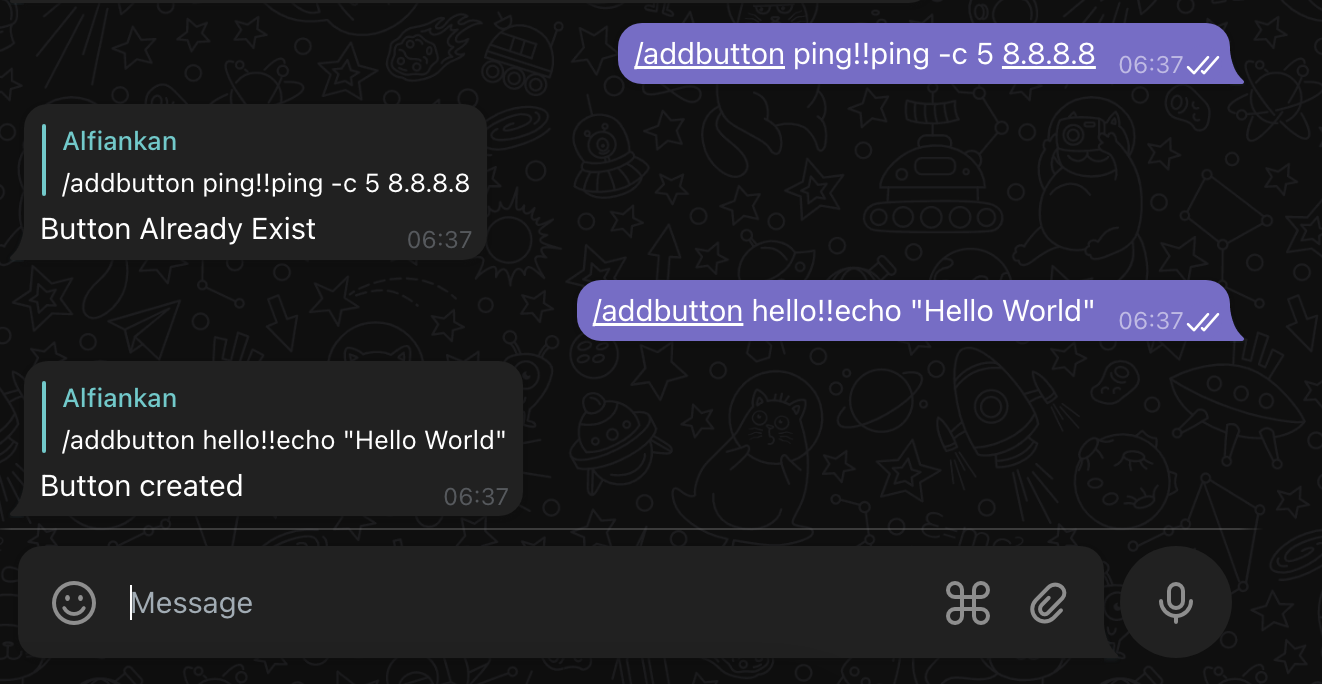 /addbutton ping!!ping -c 5 8.8.8.8 06:37
Alfiankan
/addbutton ping!!ping -c 5 8.8.8.8
Button Already Exist 06:37
/addbutton hello!!echo "Hello World" 06:37
Alfiankan
/addbutton hello!!echo "Hello World"
Button created 06:37
Message